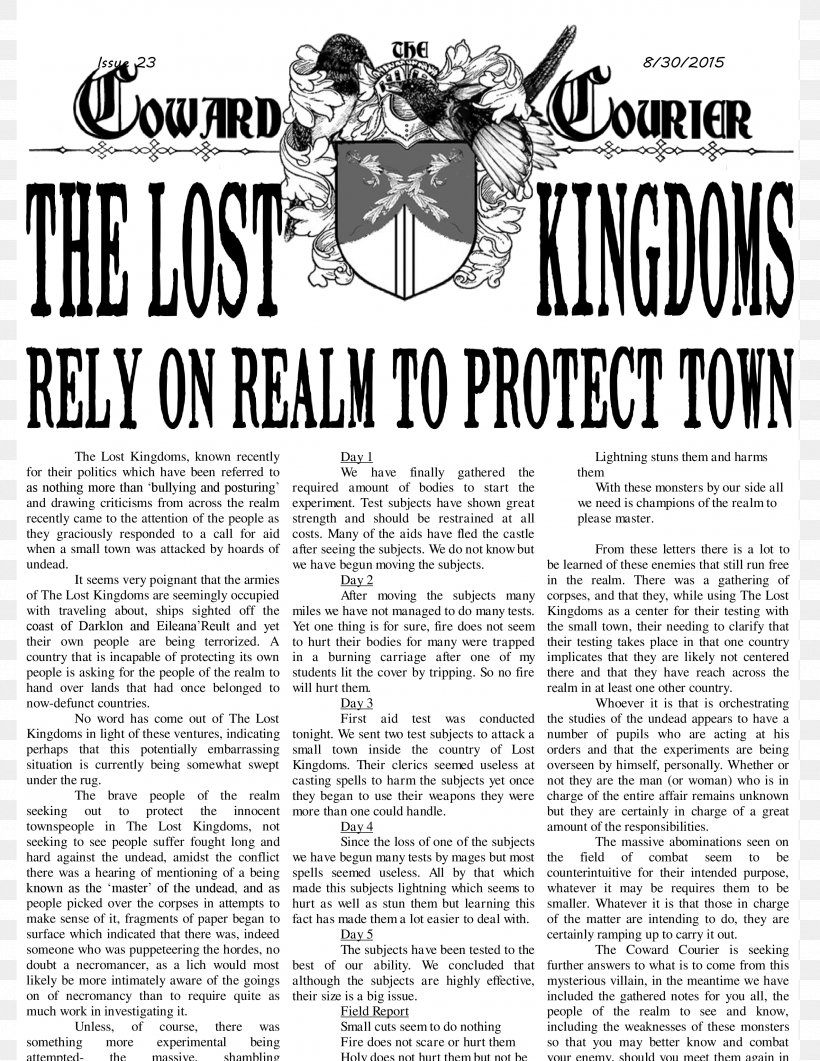 Issue 23
THE
8/30/2015
COWARD COURIER
THE LOST KINGDOMS
RELY ON REALM TO PROTECT TOWN
The Lost Kingdoms, known recently
for their politics which have been referred to
as nothing more than ‘bullying and posturing’
and drawing criticisms from across the realm
recently came to the attention of the people as
they graciously responded to a call for aid
when a small town was attacked by hoards of
undead.
It seems very poignant that the armies
of The Lost Kingdoms are seemingly occupied
with traveling about, ships sighted off the
coast of Darklon and Eileana’Reult and yet
their own people are being terrorized. A
country that is incapable of protecting its own
people is asking for the people of the realm to
hand over lands that had once belonged to
now-defunct countries.
No word has come out of The Lost
Kingdoms in light of these ventures, indicating
perhaps that this potentially embarrassing
situation is currently being somewhat swept
under the rug.
The brave people of the realm
seeking out to protect the innocent
townspeople in The Lost Kingdoms, not
seeking to see people suffer fought long and
hard against the undead, amidst the conflict
there was a hearing of mentioning of a being
known as the ‘master’ of the undead, and as
people picked over the corpses in attempts to
make sense of it, fragments of paper began to
surface which indicated that there was, indeed
someone who was puppeteering the hordes, no
doubt a necromancer, as a lich would most
likely be more intimately aware of the goings
on of necromancy than to require quite as
much work in investigating it.
Unless, of course, there was
something more experimental being
attempted- the massive, shambling
Day 1
We have finally gathered the
required amount of bodies to start the
experiment. Test subjects have shown great
strength and should be restrained at all
costs. Many of the aids have fled the castle
after seeing the subjects. We do not know but
we have begun moving the subjects.
Day 2
After moving the subjects many
miles we have not managed to do many tests.
Yet one thing is for sure, fire does not seem
to hurt their bodies for many were trapped
in a burning carriage after one of my
students lit the cover by tripping. So no fire
will hurt them.
Day 3
First aid test was conducted
tonight. We sent two test subjects to attack a
small town inside the country of Lost
Kingdoms. Their clerics seemed useless at
casting spells to harm the subjects yet once
they began to use their weapons they were
more than one could handle.
Day 4
Since the loss of one of the subjects
we have begun many tests by mages but most
spells seemed useless. All by that which
made this subjects lightning which seems to
hurt as well as stun them but learning this
fact has made them a lot easier to deal with.
Day 5
The subjects have been tested to the
best of our ability. We concluded that
although the subjects are highly effective,
their size is a big issue.
Field Report
Small cuts seem to do nothing
Fire does not scare or hurt them
Holy does not hurt them but not be
Lightning stuns them and harms
them
With these monsters by our side all
we need is champions of the realm to
please master.
From these letters there is a lot to
be learned of these enemies that still run free
in the realm. There was a gathering of
corpses, and that they, while using The Lost
Kingdoms as a center for their testing with
the small town, their needing to clarify that
their testing takes place in that one country
implicates that they are likely not centered
there and that they have reach across the
realm in at least one other country.
Whoever it is that is orchestrating
the studies of the undead appears to have a
number of pupils who are acting at his
orders and that the experiments are being
overseen by himself, personally. Whether or
not they are the man (or woman) who is in
charge of the entire affair remains unknown
but they are certainly in charge of a great
amount of the responsibilities.
The massive abominations seen on
the field of combat seem to be
counterintuitive for their intended purpose,
whatever it may be requires them to be
smaller. Whatever it is that those in charge
of the matter are intending to do, they are
certainly ramping up to carry it out.
The Coward Courier is seeking
further answers to what is to come from this
mysterious villain, in the meantime we have
included the gathered notes for you all, the
people of the realm to see and know,
including the weaknesses of these monsters
so that you may better know and combat
your enemy, should you meet them again in